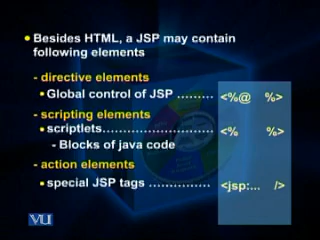 • Besides HTML, a JSP may contain
following elements
- directive elements
• Global control of JSP ……… <%@ %>
- scripting elements
• scriptlets……………………… <% %>
- Blocks of java code
- action elements
• special JSP tags …………… <jsp:... />
VU